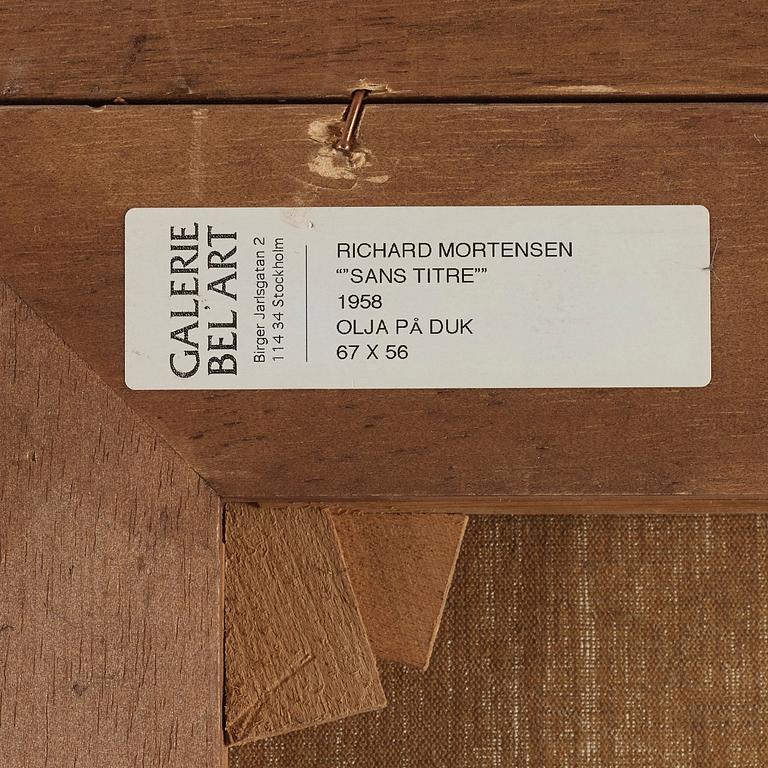 GALERIE
BEL'ART
Birger Jarlsgatan 2
114 34 Stockholm
RICHARD MORTENSEN
“”SANS TITRE””
1958
OLJA PÅ DUK
67 X 56